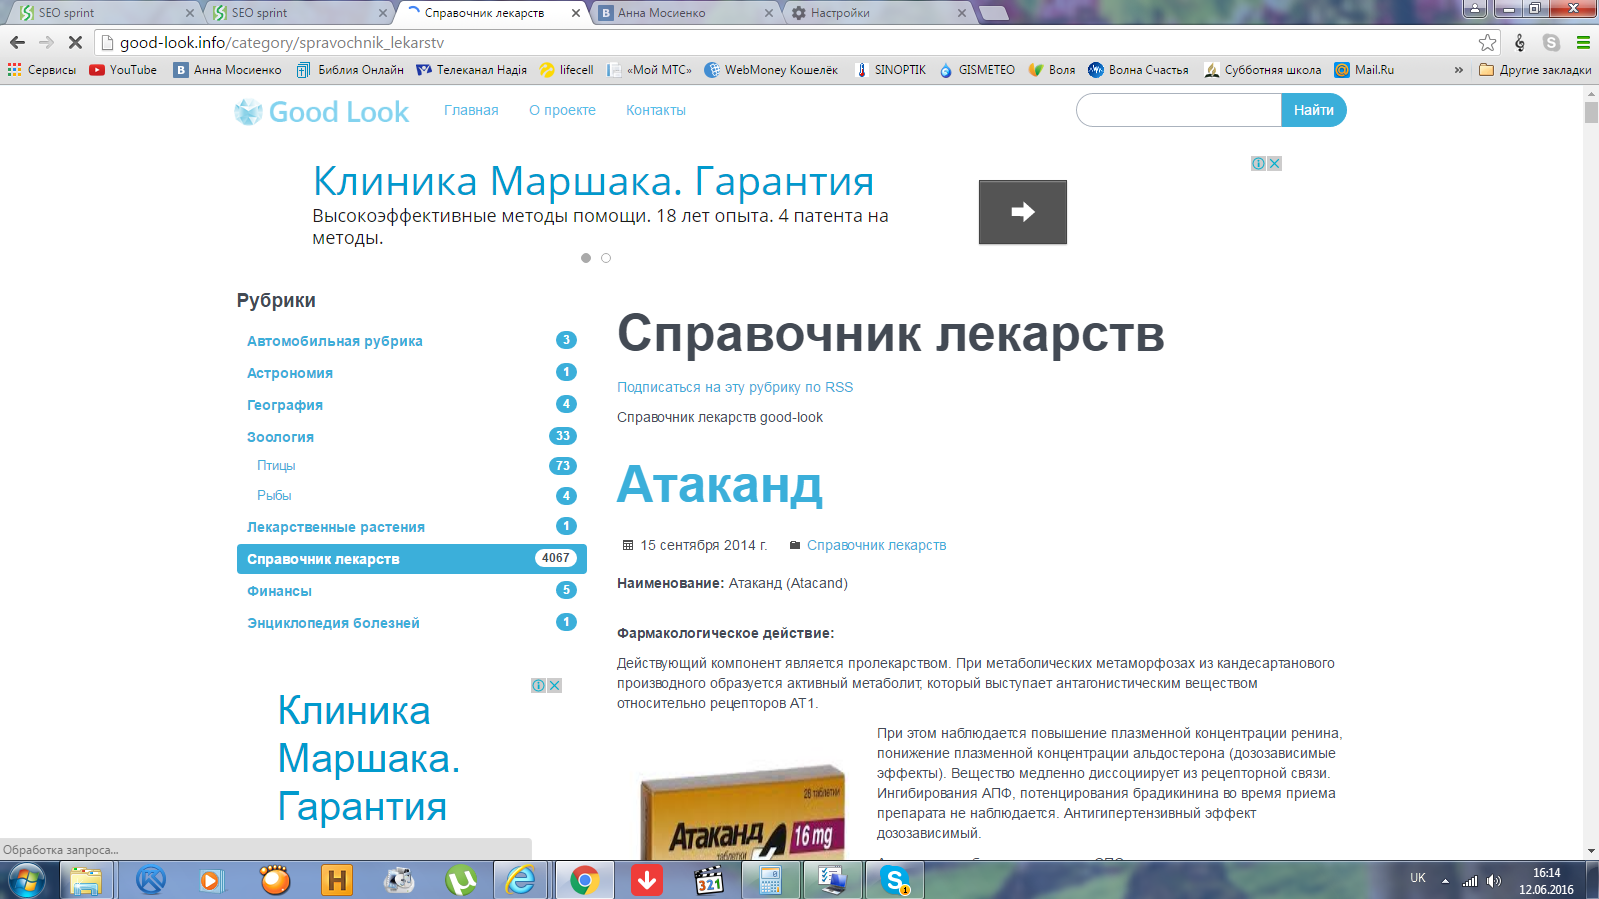 SEO sprint
SEO sprint
Справочник лекарств
Анна Мосиенко
Настройки
good-look.info/category/spravochnik_lekarstv
Сервисы
YouTube
В Анна Мосиенко
Библия Онлайн
Телеканал Надія
lifecell
«Мой МТС»
WebMoney Кошелёк
SINOPTIK
GISMETEO
Воля
Волна Счастья
Субботняя школа
Mail.Ru
»
Другие закладки
Good Look
Главная
О проекте
Контакты
Найти
Клиника Маршака. Гарантия
Высокоэффективные методы помощи. 18 лет опыта. 4 патента на
методы.
Рубрики
Автомобильная рубрика 3
Астрономия 1
География 4
Зоология 33
Птицы 73
Рыбы 4
Лекарственные растения 1
Справочник лекарств 4067
Финансы 5
Энциклопедия болезней 1
Клиника
Маршака.
Гарантия
Справочник лекарств
Подписаться на эту рубрику по RSS
Справочник лекарств good-look
Атаканд
15 сентября 2014 г. Справочник лекарств
Наименование: Атаканд (Atacand)
Фармакологическое действие:
Действующий компонент является пролекарством. При метаболических метаморфозах из кандесартанового
производного образуется активный метаболит, который выступает антагонистическим веществом
относительно рецепторов АТ1.
При этом наблюдается повышение плазменной концентрации ренина,
понижение плазменной концентрации альдостерона (дозозависимые
эффекты). Вещество медленно диссоциирует из рецепторной связи.
Ингибирования АПФ, потенцирования брадикинина во время приема
препарата не наблюдается. Антигипертензивный эффект
дозозависимый.
28 таблетки
Атаканд
таблетки
16 mg
Обработка запроса...
321
UK
16:14
12.06.2016